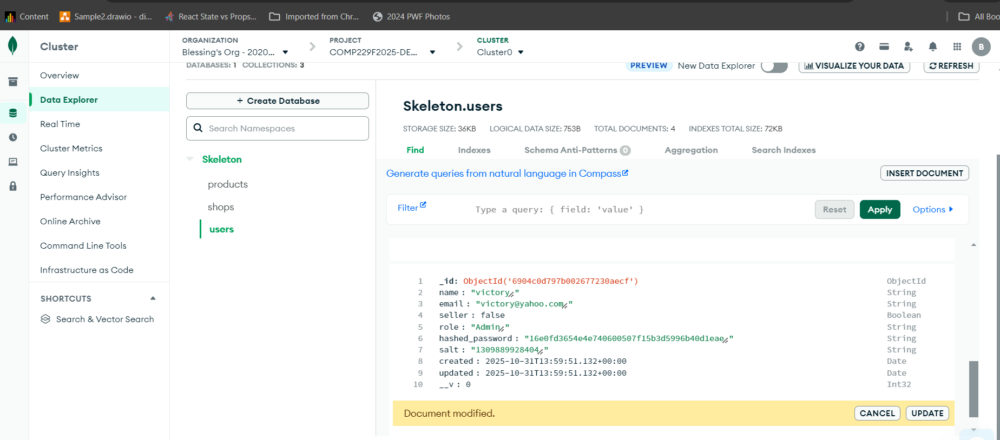 Content
Sample2.drawio - di...
React State vs Props...
Imported from Chr...
2024 PWF Photos
All Boo
Cluster
ORGANIZATION
Blessing's Org - 2020...
PROJECT
COMP229F2025-DE...
CLUSTER
Cluster0
B
Overview
Data Explorer
Real Time
Cluster Metrics
Query Insights
Performance Advisor
Online Archive
Command Line Tools
Infrastructure as Code
SHORTCUTS
Search & Vector Search
DATABASES: 1 COLLECTIONS: 3
PREVIEW New Data Explorer
VISUALIZE YOUR DATA
REFRESH
+ Create Database
Search Namespaces
Skeleton
products
shops
users
Skeleton.users
STORAGE SIZE: 36KB LOGICAL DATA SIZE: 753B TOTAL DOCUMENTS: 4 INDEXES TOTAL SIZE: 72KB
Find Indexes Schema Anti-Patterns 0 Aggregation Search Indexes
Generate queries from natural language in Compass
INSERT DOCUMENT
Filter Type a query: { field: 'value' } Reset Apply Options
1 _id: ObjectId('6904c0d797b002677230aecf') ObjectId
2 name : "victory" String
3 email : "victory@yahoo.com" String
4 seller : false Boolean
5 role : "Admin" String
6 hashed_password : "16e0fd3654e4e740600507f15b3d5996b40d1eae" String
7 salt : "1309889928404" String
8 created : 2025-10-31T13:59:51.132+00:00 Date
9 updated : 2025-10-31T13:59:51.132+00:00 Date
10 __v : 0 Int32
Document modified.
CANCEL UPDATE